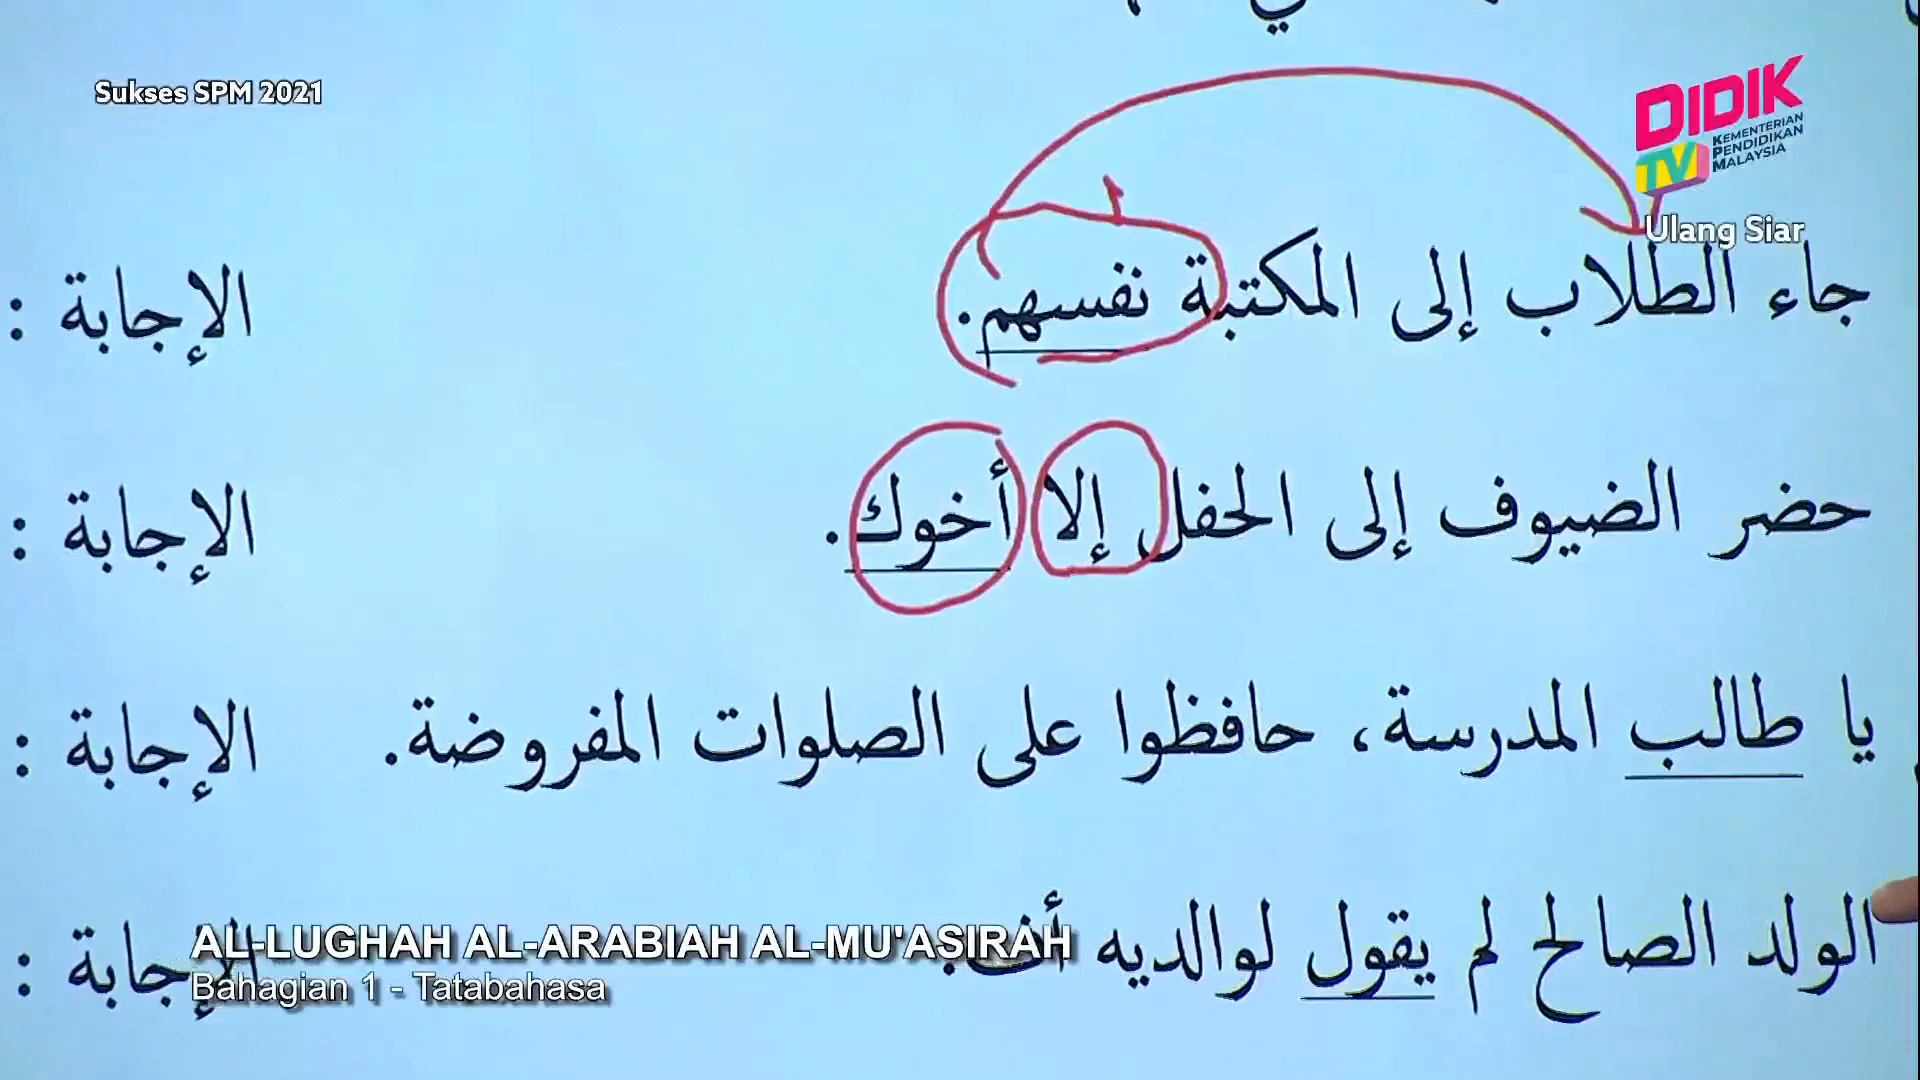 Sukses SPM 2021
DIDIK
TV
KEMENTERIAN
PENDIDIKAN
MALAYSIA
Ulang Siar
جاء الطلاب إلى المكتبة نفسهم. الإجابة :
حضر الضيوف إلى الحفل إلا أخوك. الإجابة :
يا طالب المدرسة، حافظوا على الصلوات المفروضة. الإجابة :
الولد الصالح لم يقول لوالديه أف. الإجابة :
AL-LUGHAH AL-ARABIAH AL-MU'ASIRAH
Bahagian 1 - Tatabahasa